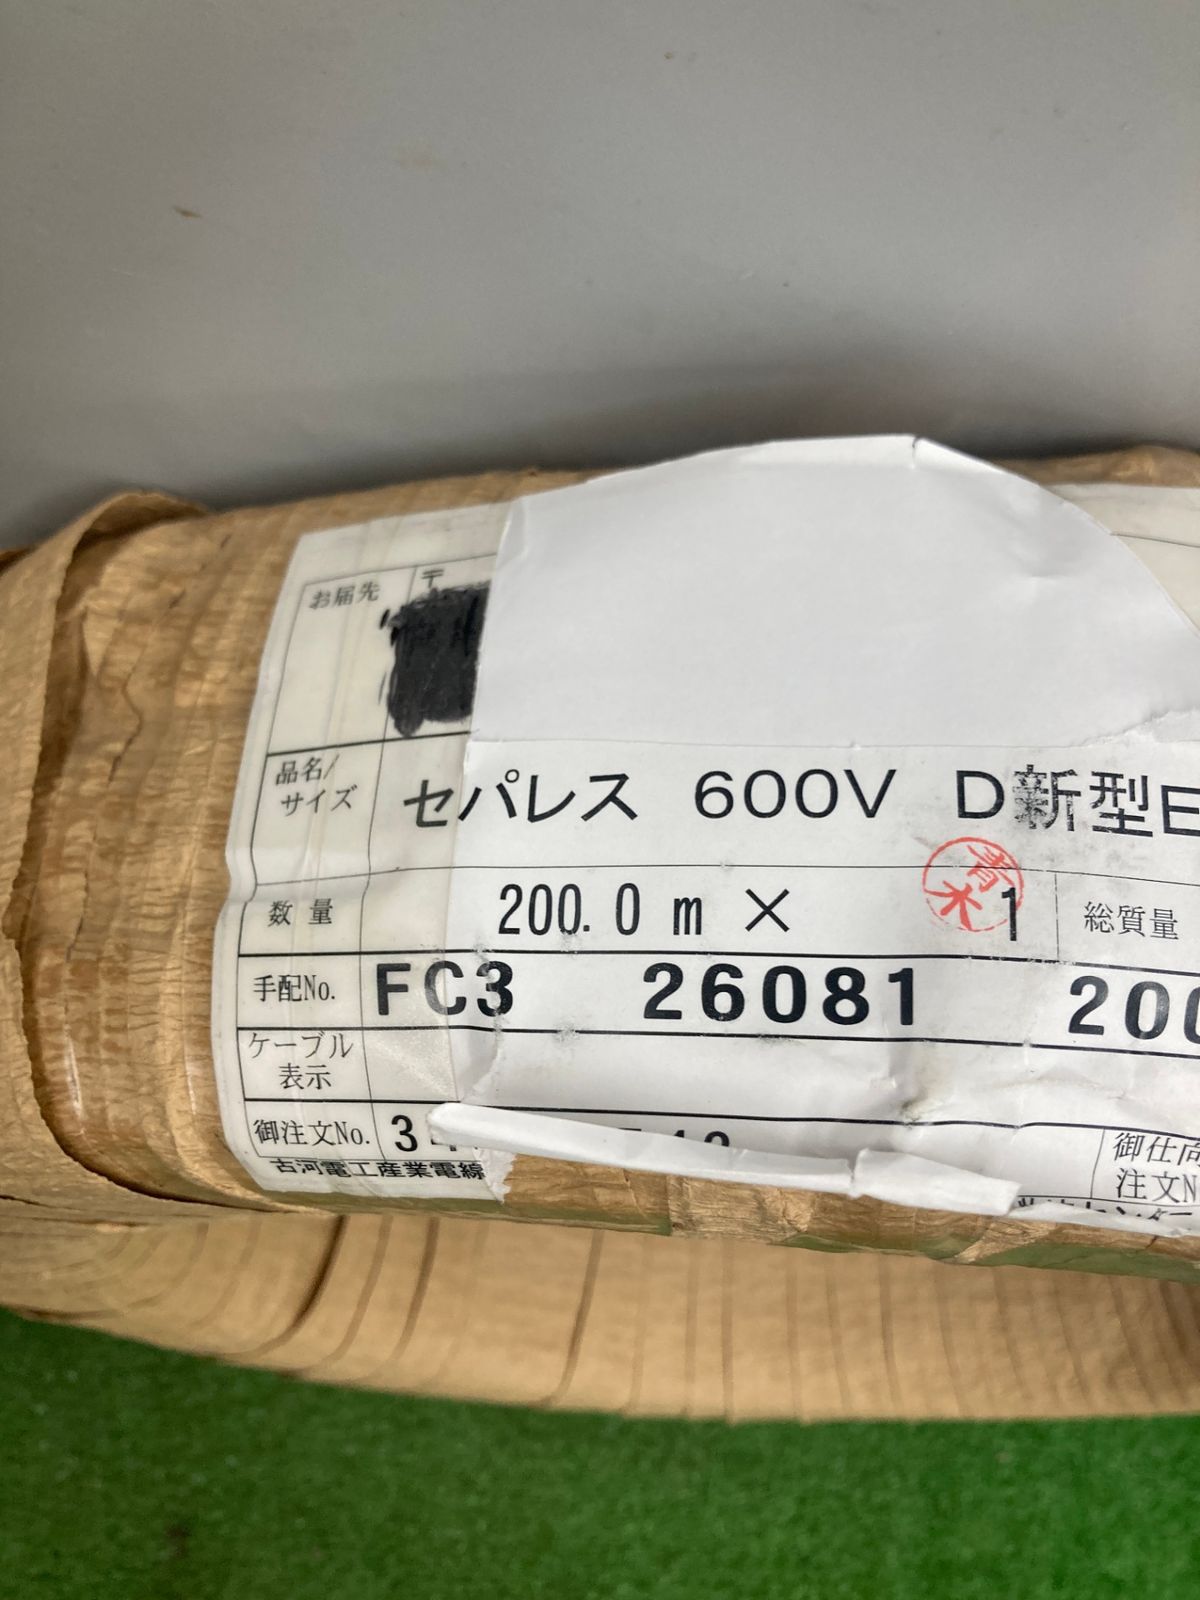 お届先 〒
品名/サイズ セパレス 600V D新型E
数量 200.0 m × 1 総質量
青木
手配No. FC3 26081 200
ケーブル表示
御注文No. 34
御仕向
注文N
古河電工産業電線